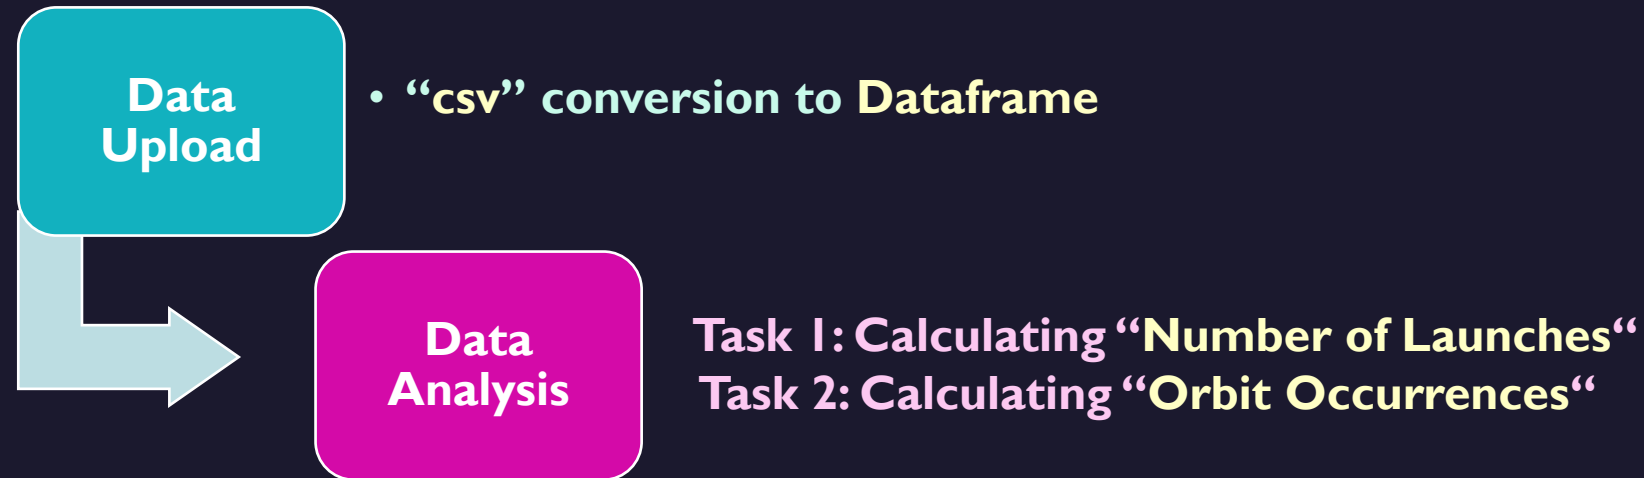 Data
Upload
• “csv” conversion to Dataframe
Data
Analysis
Task 1: Calculating “Number of Launches“
Task 2: Calculating “Orbit Occurrences“